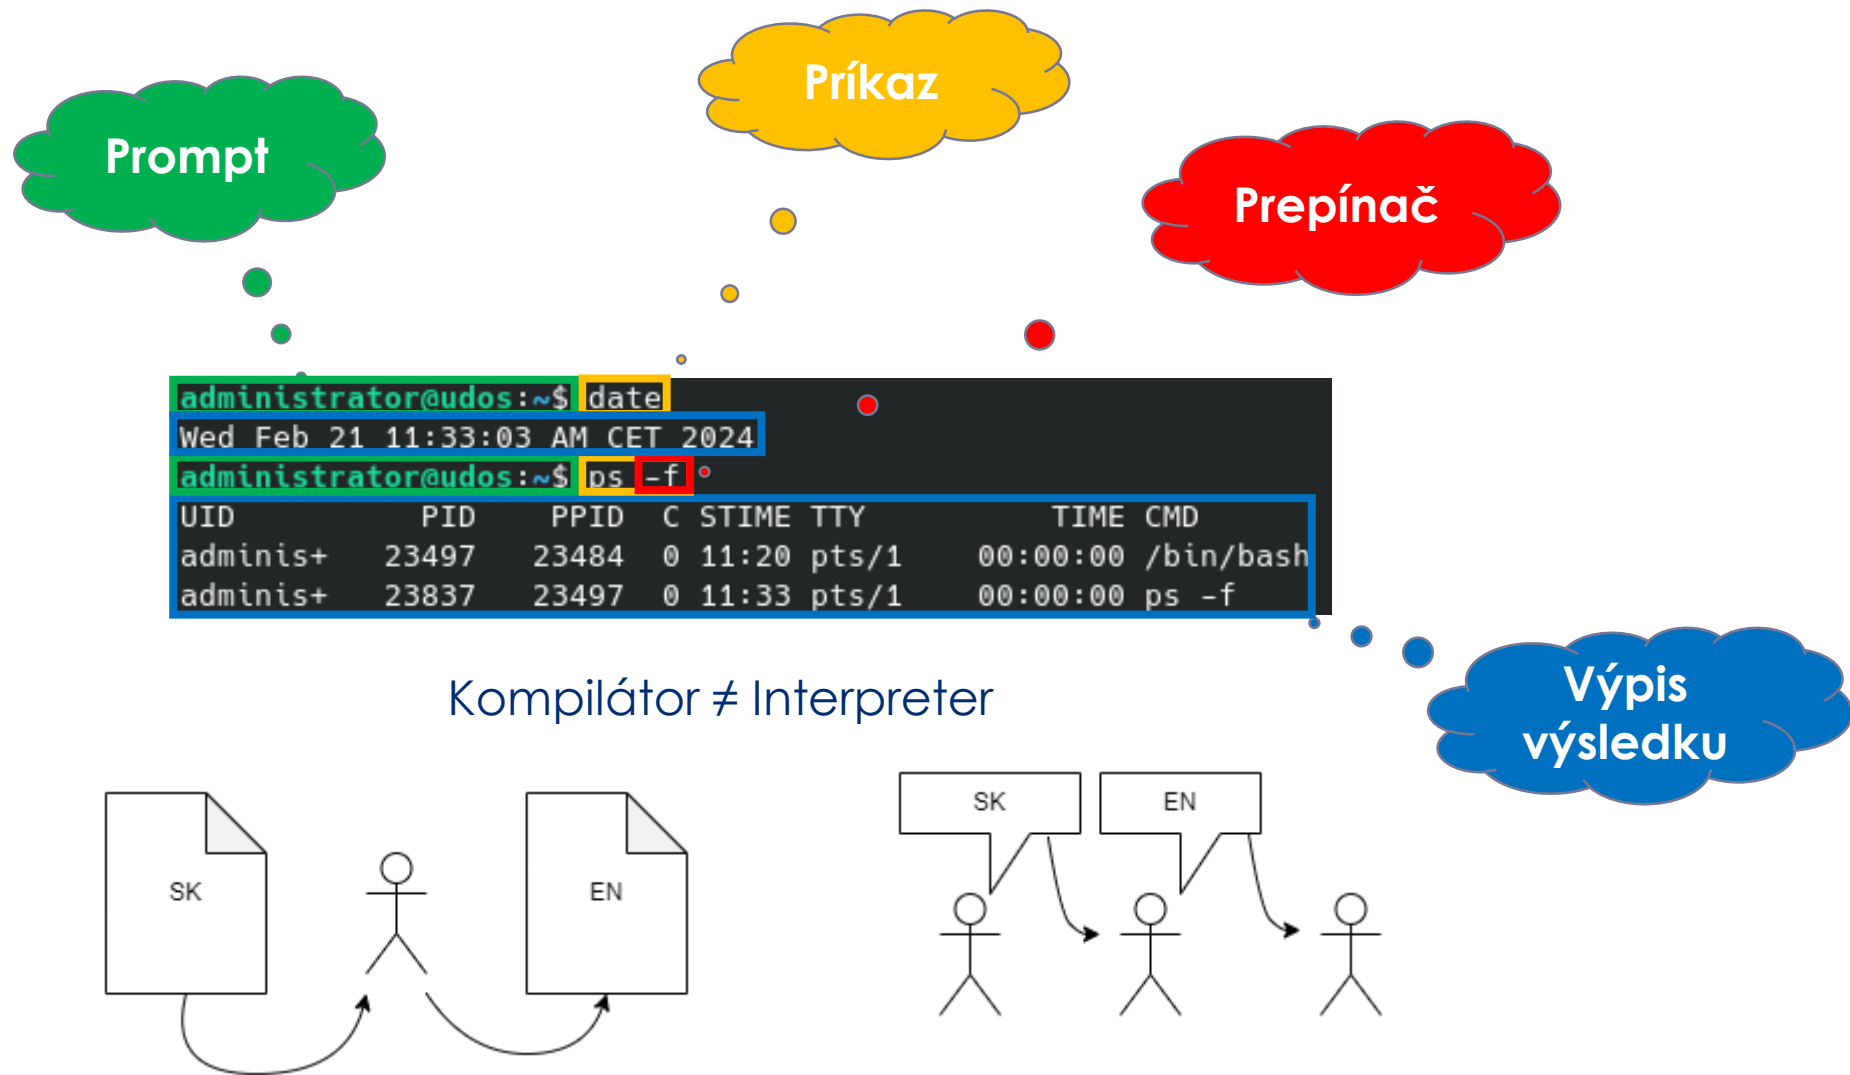 Príkaz
Prompt
Prepínač
administrator@udos:~$ date
Wed Feb 21 11:33:03 AM CET 2024
administrator@udos:~$ ps -f
UID PID PPID C STIME TTY TIME CMD
adminis+ 23497 23484 0 11:20 pts/1 00:00:00 /bin/bash
adminis+ 23837 23497 0 11:33 pts/1 00:00:00 ps -f
Výpis
výsledku
Kompilátor ≠ Interpreter
SK
EN
SK
EN